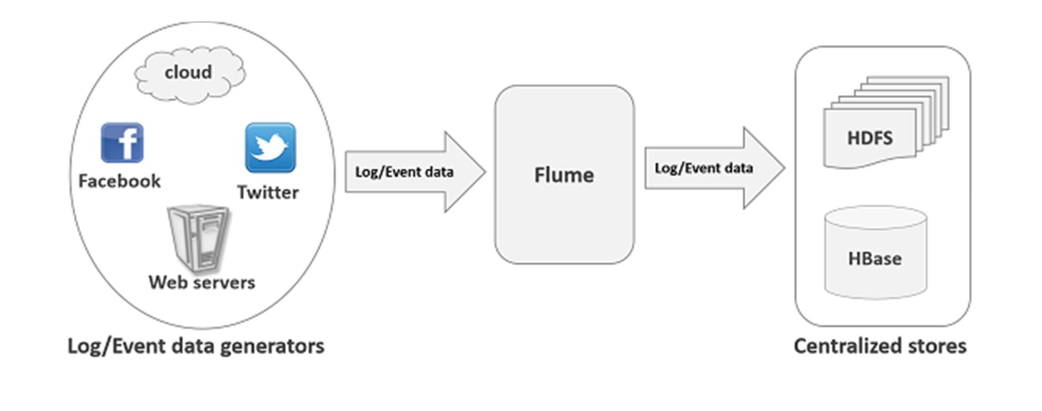 cloud
Facebook
Twitter
Web servers
Log/Event data generators
Log/Event data
Flume
Log/Event data
HDFS
HBase
Centralized stores